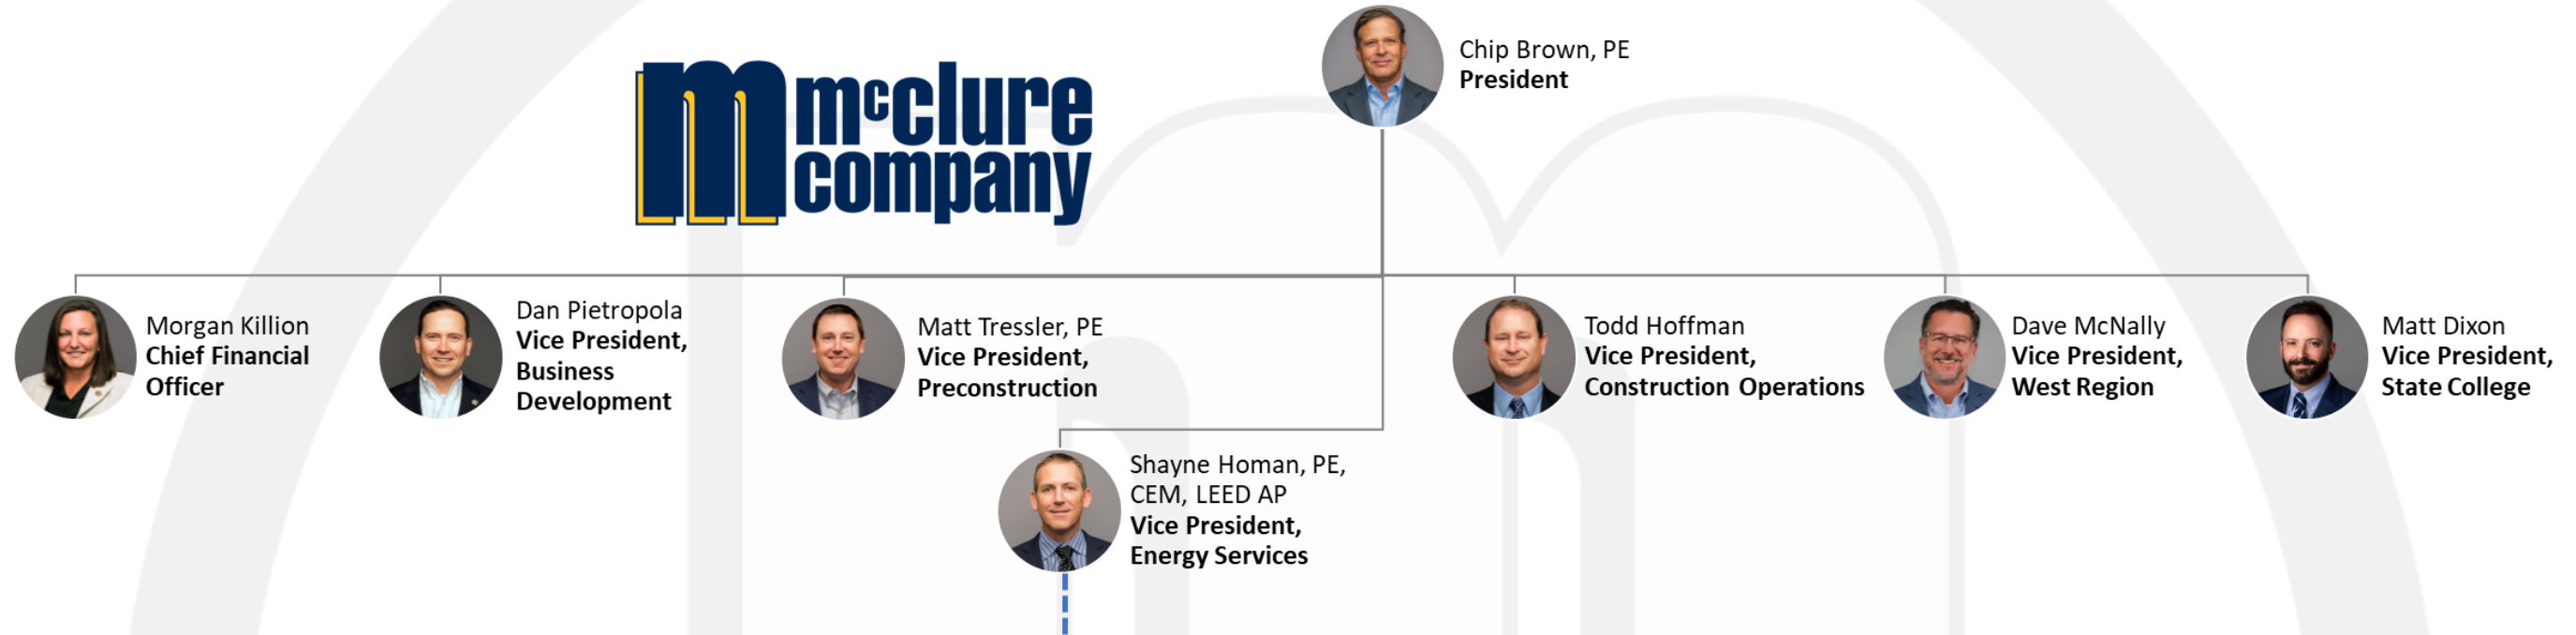 mcclure
company
Chip Brown, PE
President
Morgan Killion
Chief Financial
Officer
Dan Pietropola
Vice President,
Business
Development
Matt Tressler, PE
Vice President,
Preconstruction
Todd Hoffman
Vice President,
Construction Operations
Dave McNally
Vice President,
West Region
Matt Dixon
Vice President,
State College
Shayne Homan, PE,
CEM, LEED AP
Vice President,
Energy Services